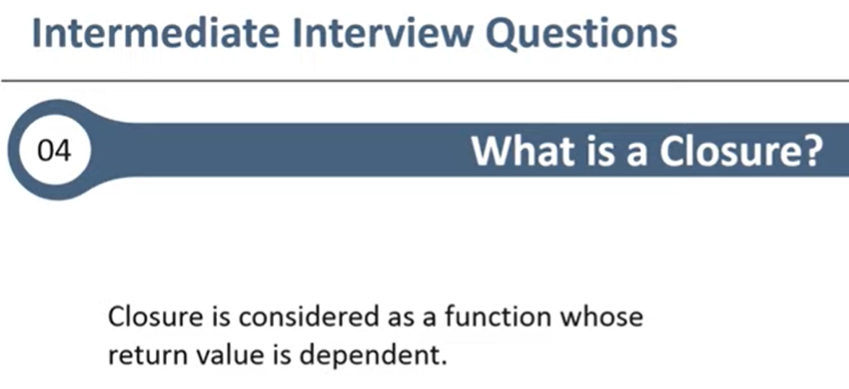 Intermediate Interview Questions
04
What is a Closure?
Closure is considered as a function whose
return value is dependent.